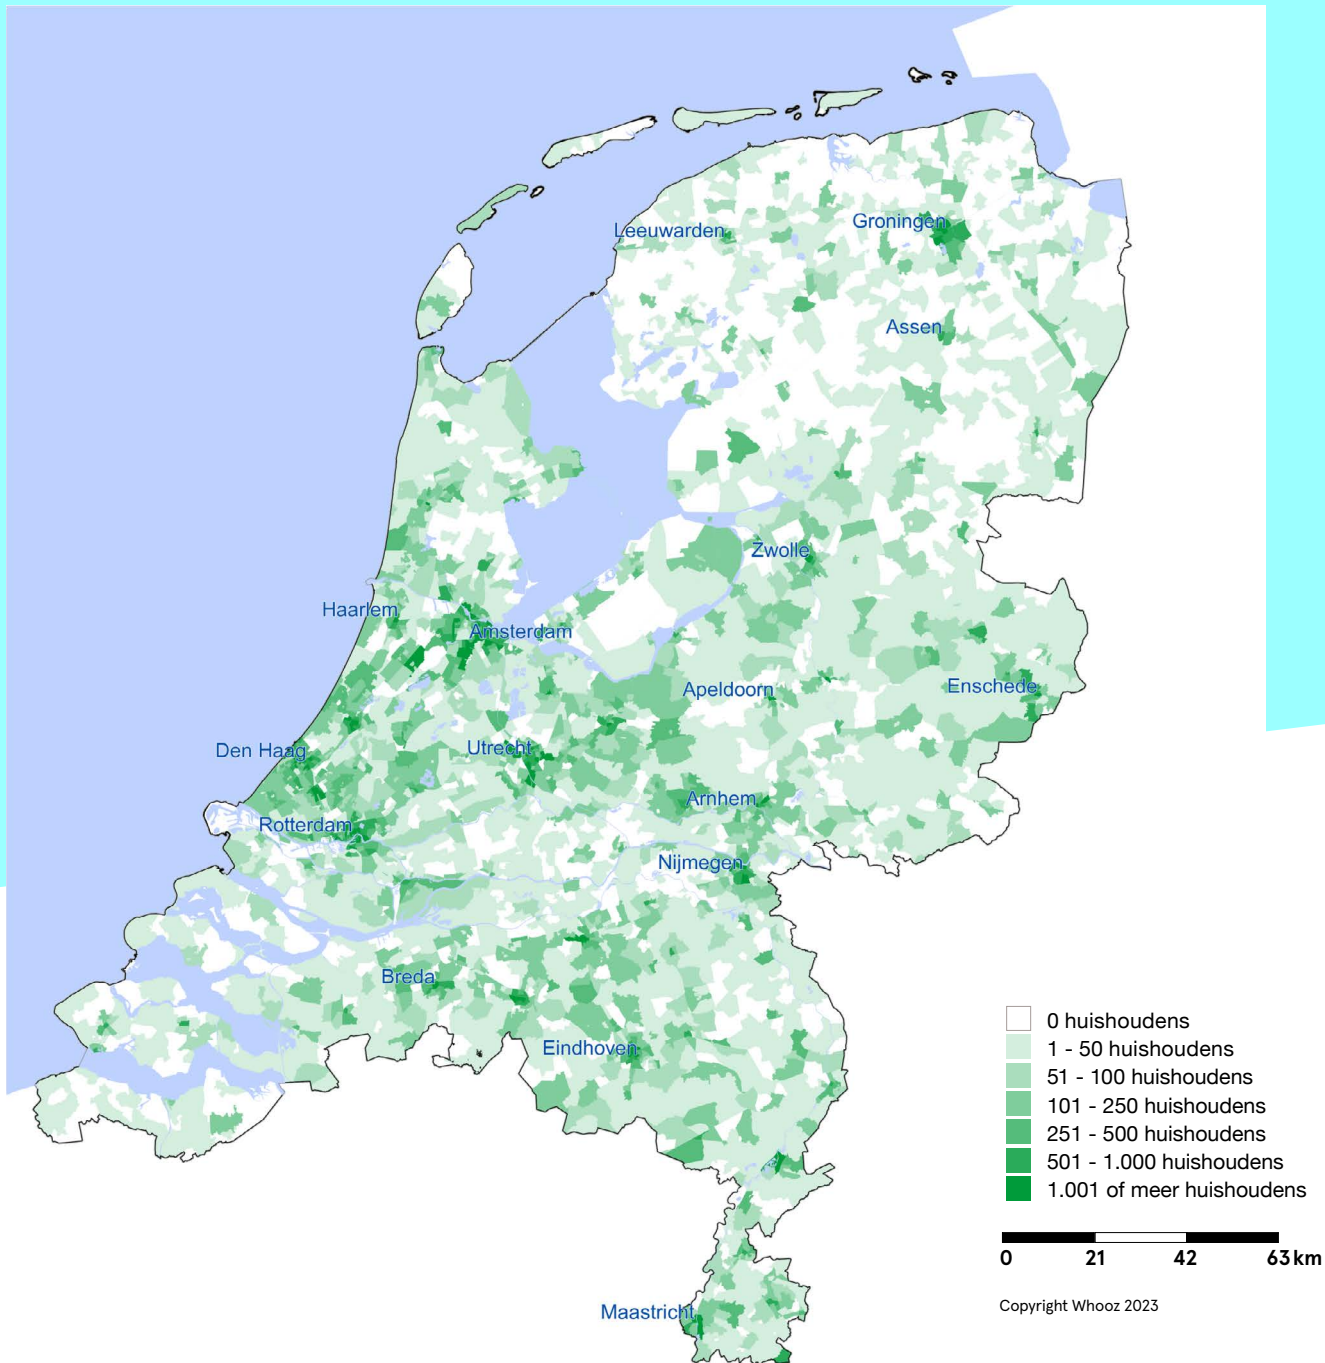 Leeuwarden
Groningen
Assen
Zwolle
Haarlem
Amsterdam
Apeldoorn
Enschede
Den Haag
Utrecht
Arnhem
Rotterdam
Nijmegen
Breda
Eindhoven
Maastricht
0 huishoudens
1 - 50 huishoudens
51 - 100 huishoudens
101 - 250 huishoudens
251 - 500 huishoudens
501 - 1.000 huishoudens
1.001 of meer huishoudens
0 21 42 63 km
Copyright Whooz 2023